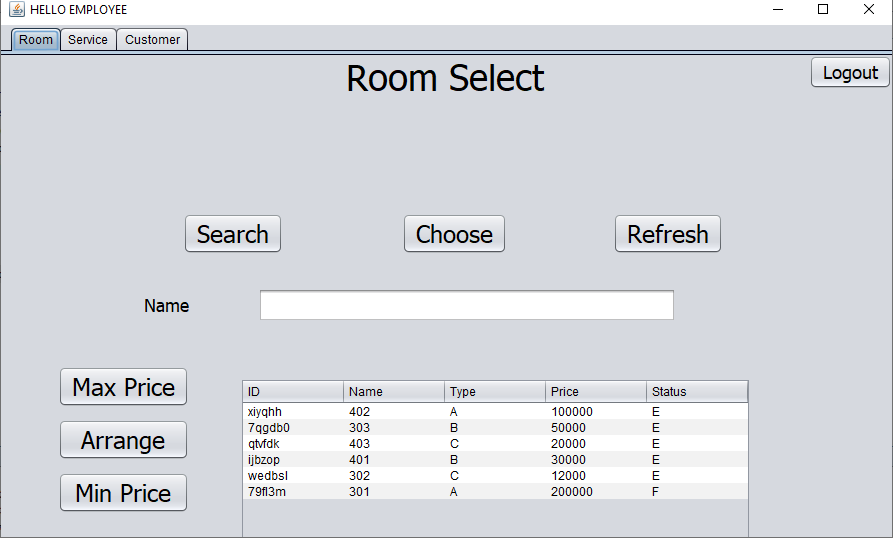 HELLO EMPLOYEE
Room Service Customer
Room Select
Logout
Search Choose Refresh
Name
Max Price
Arrange
Min Price
ID Name Type Price Status
xiyqhh 402 A 100000 E
7qgdb0 303 B 50000 E
qtvfdk 403 C 20000 E
ijbzop 401 B 30000 E
wedbsl 302 C 12000 E
79fl3m 301 A 200000 F